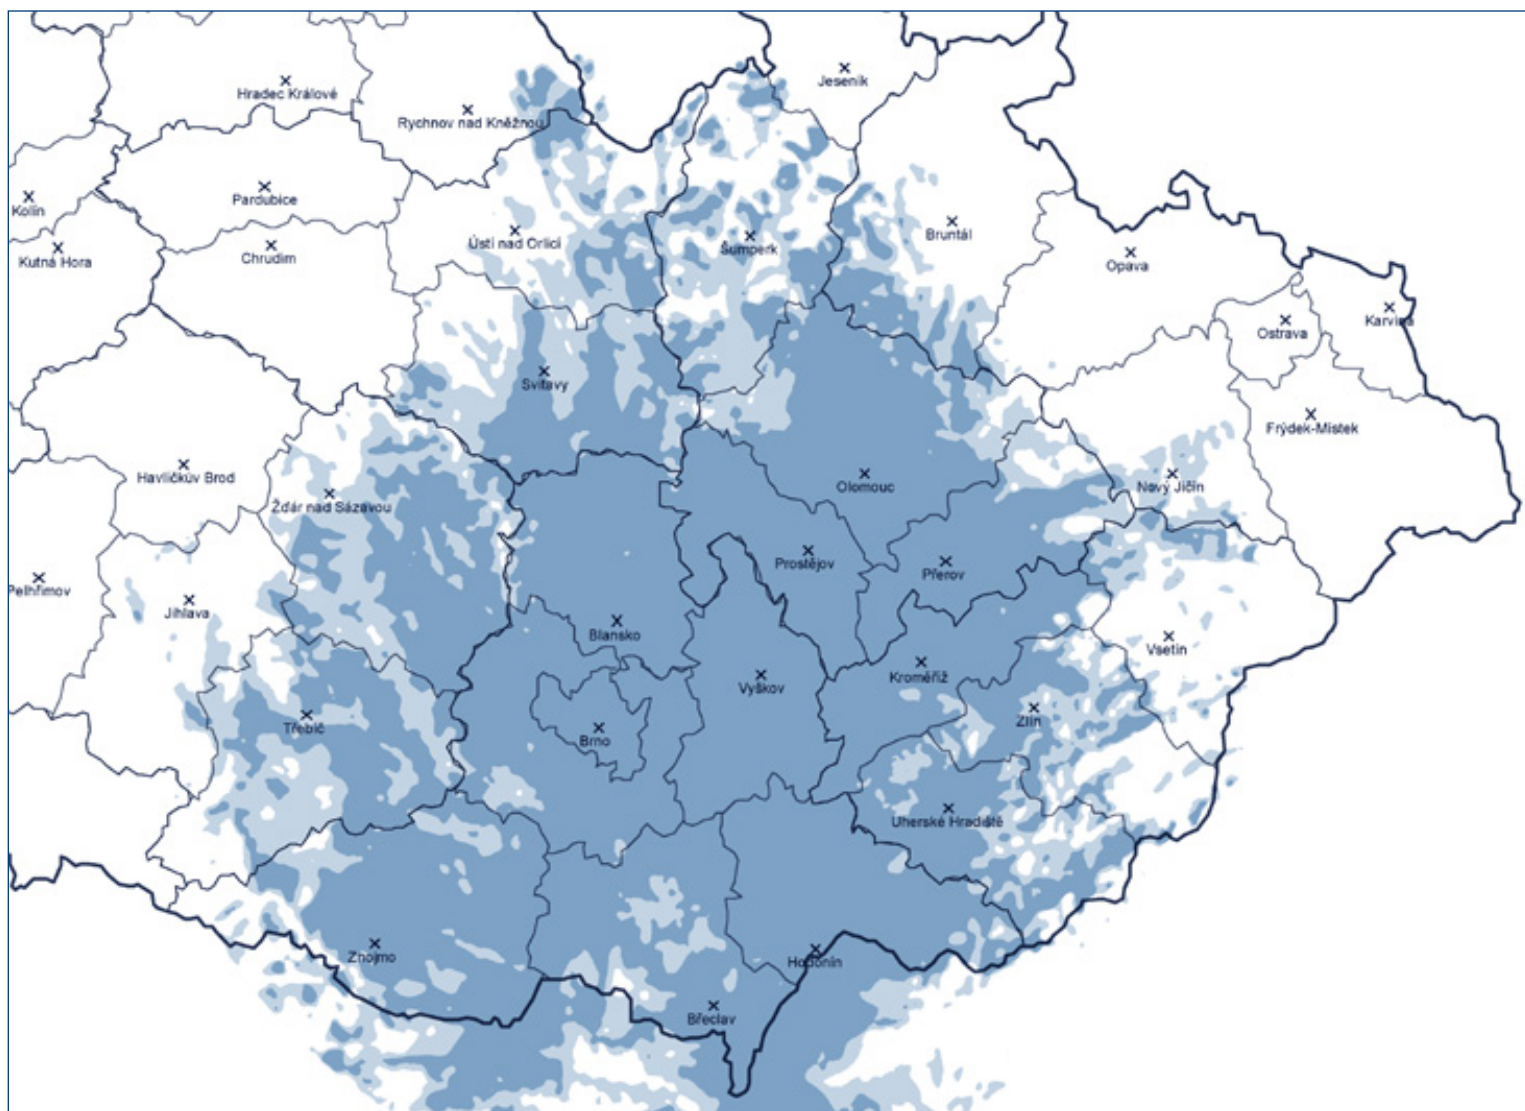 Jeseník
Hradec Králové
Rychnov nad Kněžnou
Pardubice
Kolín
Ústí nad Orlicí
Šumperk
Bruntál
Kutná Hora
Chrudim
Opava
Ostrava
Karviná
Svitavy
Frýdek-Místek
Havlíčkův Brod
Olomouc
Nový Jičín
Žďár nad Sázavou
Prostějov
Přerov
Pelhřimov
Jihlava
Blansko
Vsetín
Kroměříž
Vyškov
Třebíč
Zlín
Brno
Uherské Hradiště
Znojmo
Hodonín
Břeclav